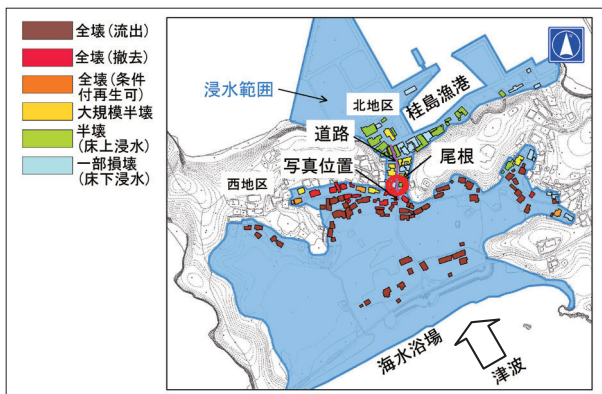 全壊(流出)
全壊(撤去)
全壊(条件
付再生可)
大規模半壊
半壊
(床上浸水)
一部損壊
(床下浸水)
浸水範囲
北地区
桂島漁港
道路
尾根
写真位置
西地区
海水浴場
津波